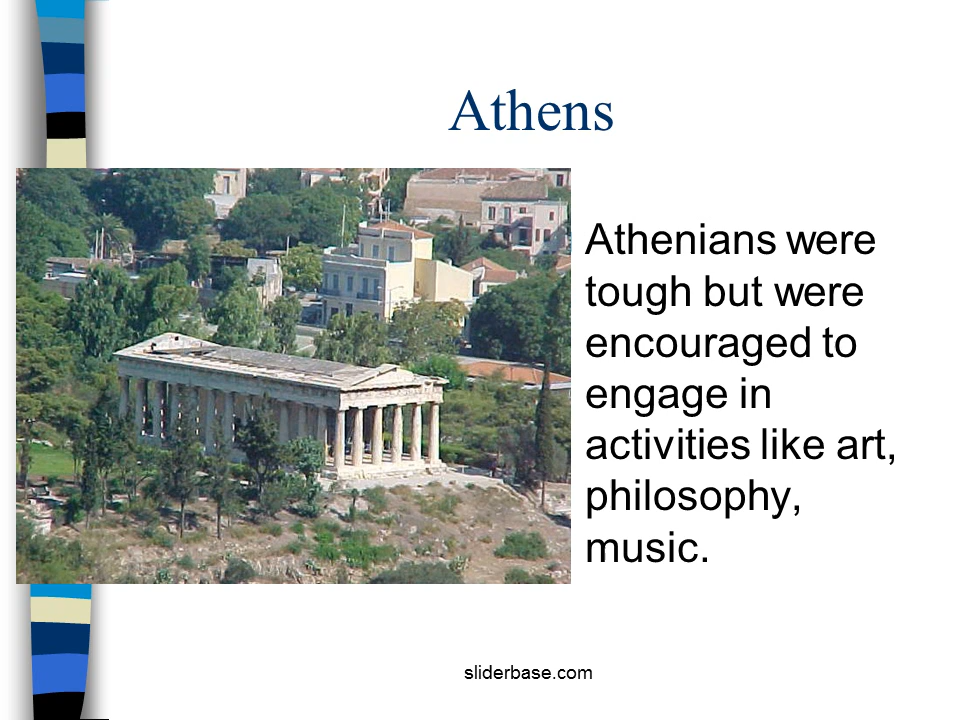 Athens
Athenians were
tough but were
encouraged to
engage in
activities like art,
philosophy,
music.
sliderbase.com